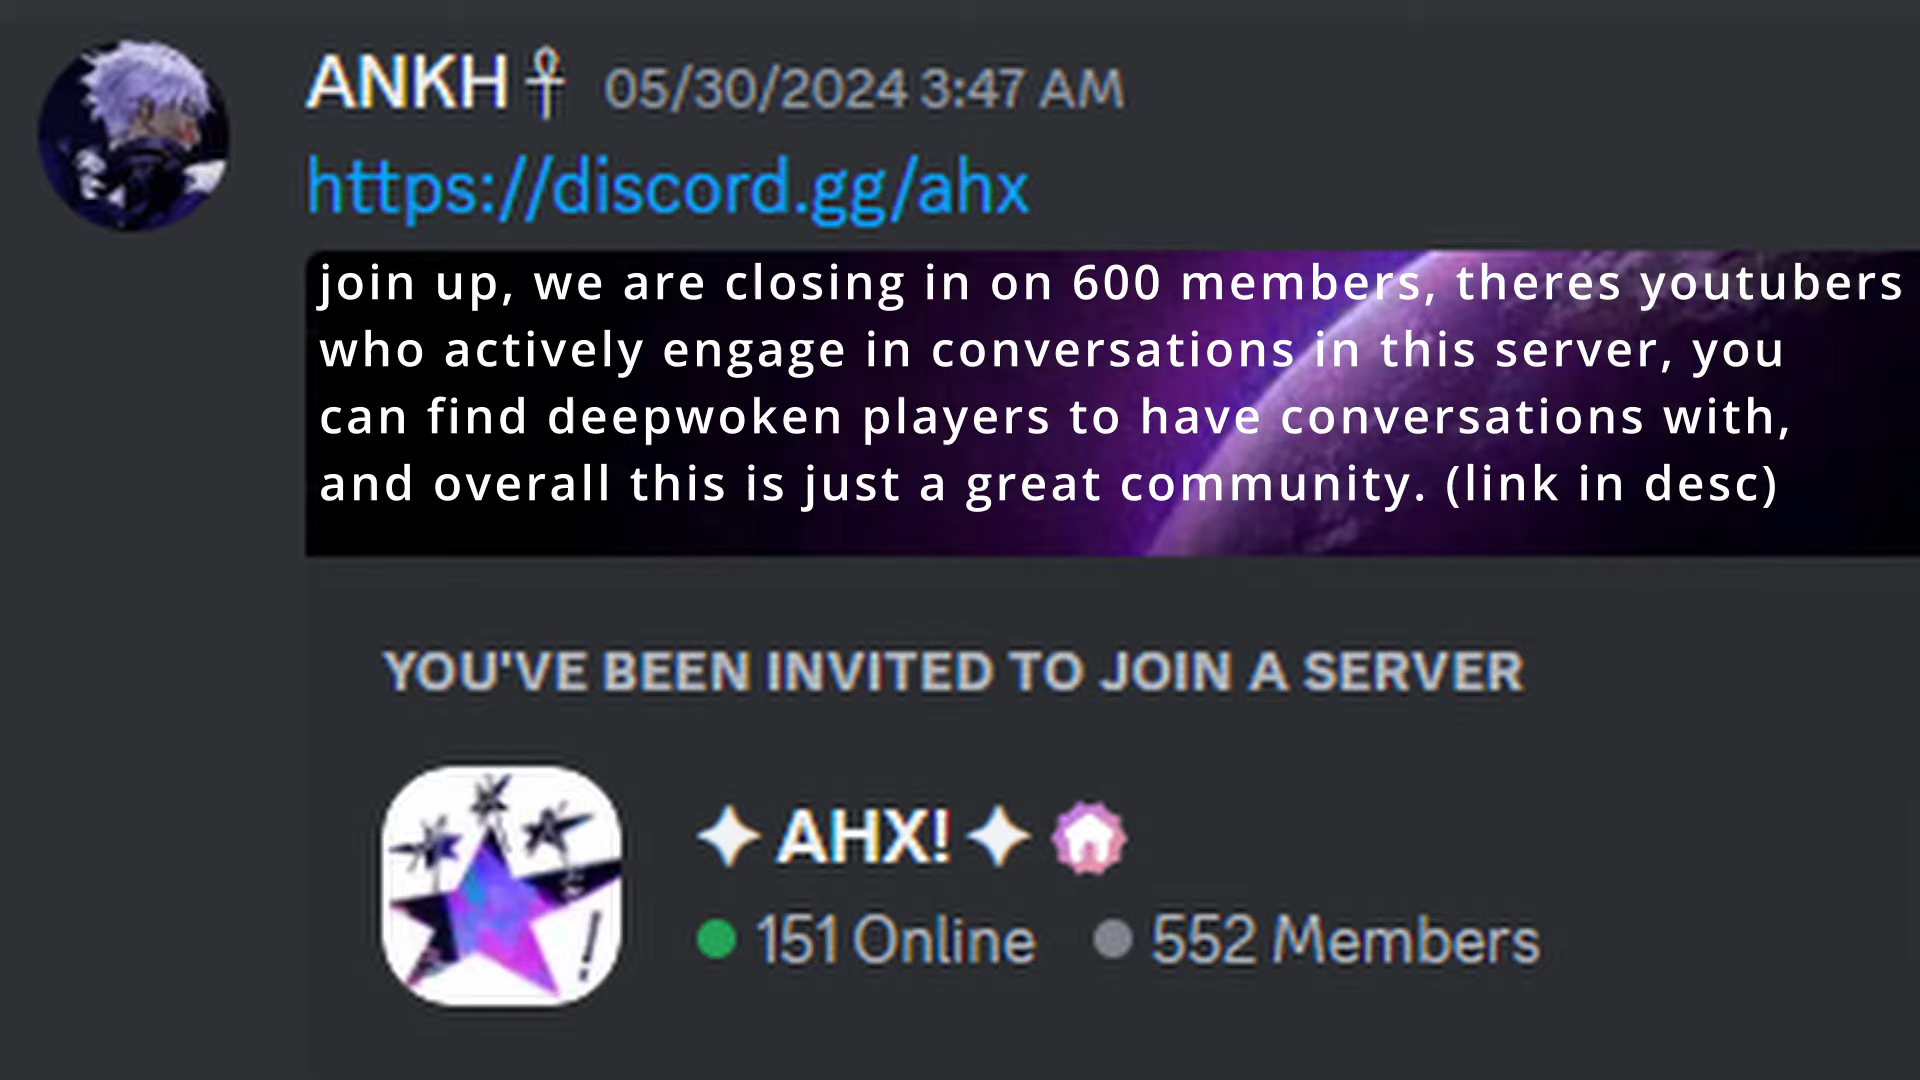 ANKH☥ 05/30/2024 3:47 AM
https://discord.gg/ahx
join up, we are closing in on 600 members, theres youtubers
who actively engage in conversations in this server, you
can find deepwoken players to have conversations with,
and overall this is just a great community. (link in desc)
YOU'VE BEEN INVITED TO JOIN A SERVER
✦ AHX! ✦
151 Online 552 Members